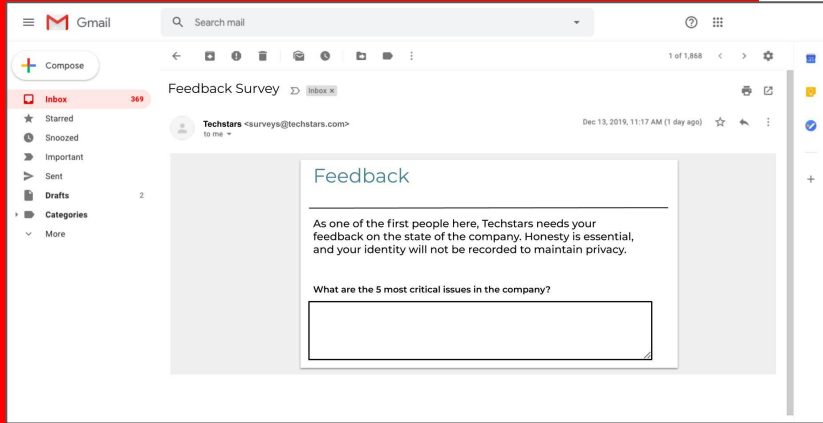 Gmail
Search mail
Compose
1 of 1,868
Inbox 369
Starred
Snoozed
Important
Sent
Drafts 2
Categories
More
Feedback Survey Inbox x
Techstars <surveys@techstars.com>
Dec 13, 2019, 11:17 AM (1 day ago)
to me
Feedback
As one of the first people here, Techstars needs your
feedback on the state of the company. Honesty is essential,
and your identity will not be recorded to maintain privacy.
What are the 5 most critical issues in the company?